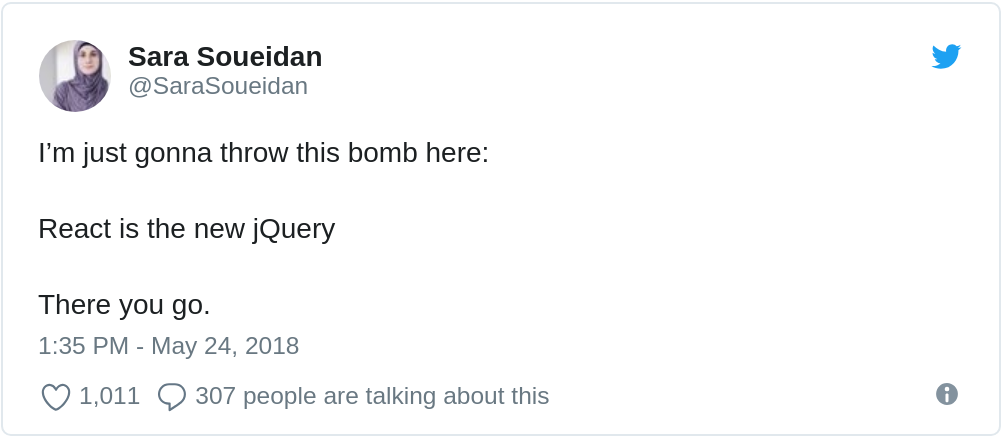 Sara Soueidan
@SaraSoueidan
I’m just gonna throw this bomb here:
React is the new jQuery
There you go.
1:35 PM - May 24, 2018
1,011 307 people are talking about this